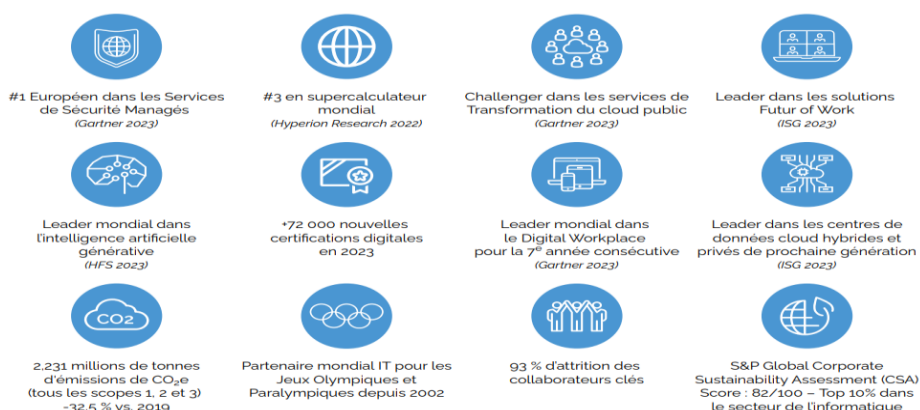 #1 Européen dans les Services
de Sécurité Managés
(Gartner 2023)
#3 en supercalculateur
mondial
(Hyperion Research 2022)
Challenger dans les services de
Transformation du cloud public
(Gartner 2023)
Leader dans les solutions
Futur of Work
(ISG 2023)
Leader mondial dans
l'intelligence artificielle
générative
(HFS 2023)
+72 000 nouvelles
certifications digitales
en 2023
Leader mondial dans
le Digital Workplace
pour la 7e année consécutive
(Gartner 2023)
Leader dans les centres de
données cloud hybrides et
privés de prochaine génération
(ISG 2023)
CO2
2,231 millions de tonnes
d'émissions de CO₂e
(tous les scopes 1, 2 et 3)
-32,5 % vs. 2019
Partenaire mondial IT pour les
Jeux Olympiques et
Paralympiques depuis 2002
93 % d'attrition des
collaborateurs clés
S&P Global Corporate
Sustainability Assessment (CSA)
Score : 82/100 – Top 10% dans
le secteur de l'informatique